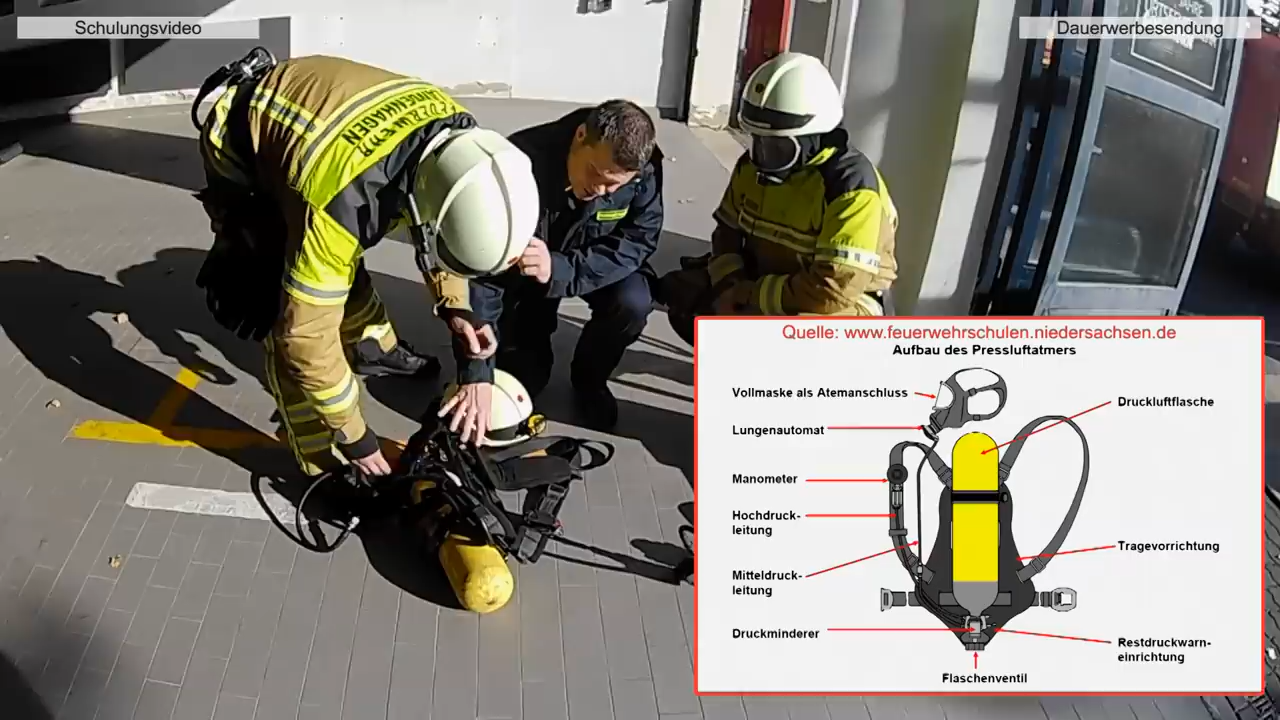 Schulungsvideo
Dauerwerbesendung
FEUERWEHR
Quelle: www.feuerwehrschulen.niedersachsen.de
Aufbau des Pressluftatmers
Vollmaske als Atemanschluss
Druckluftflasche
Lungenautomat
Manometer
Hochdruck-
leitung
Tragevorrichtung
Mitteldruck-
leitung
Druckminderer
Restdruckwarn-
einrichtung
Flaschenventil